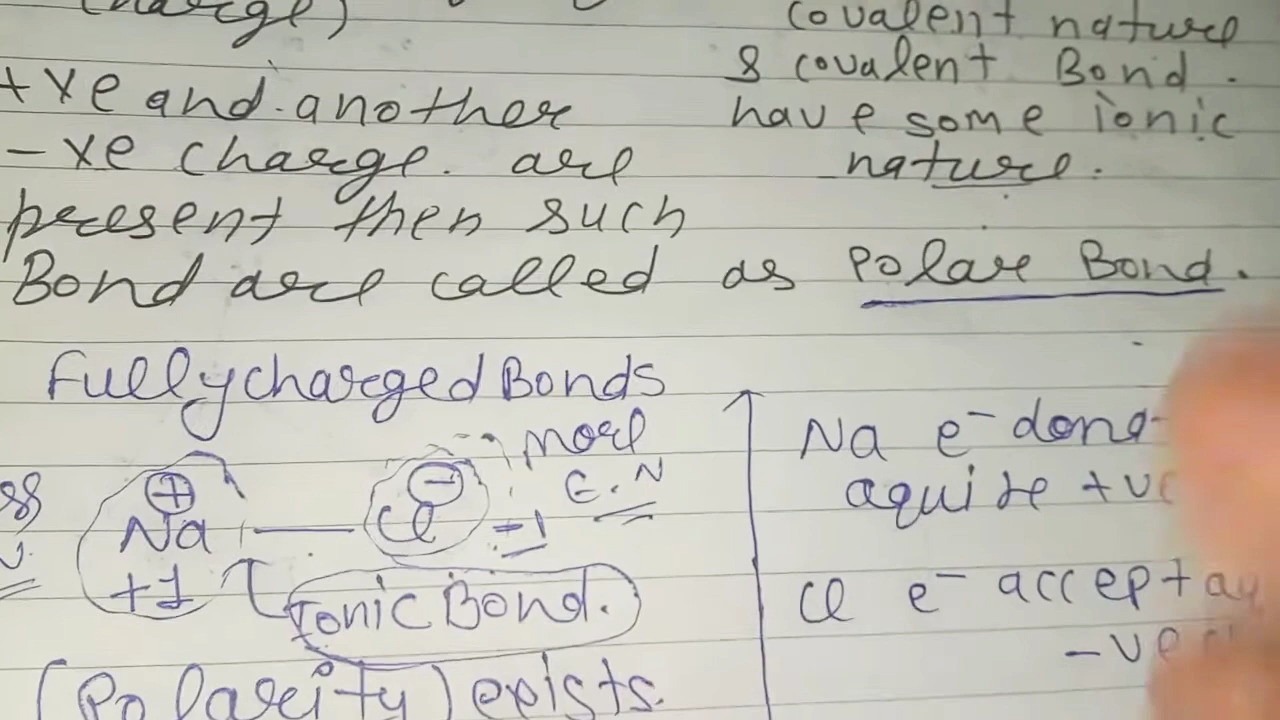 charge)
covalent nature
& covalent Bond.
have some ionic
nature.
+ve and another
-ve charge. are
present then such
Bond are called as Polar Bond.
Fully charged Bonds
more
E.N
⊕ ⊖
Na — Cl -1
+1
Ionic Bond.
(Polarity) exists.
Na e⁻ dona
aquire +ve
Cl e⁻ accept
-ve